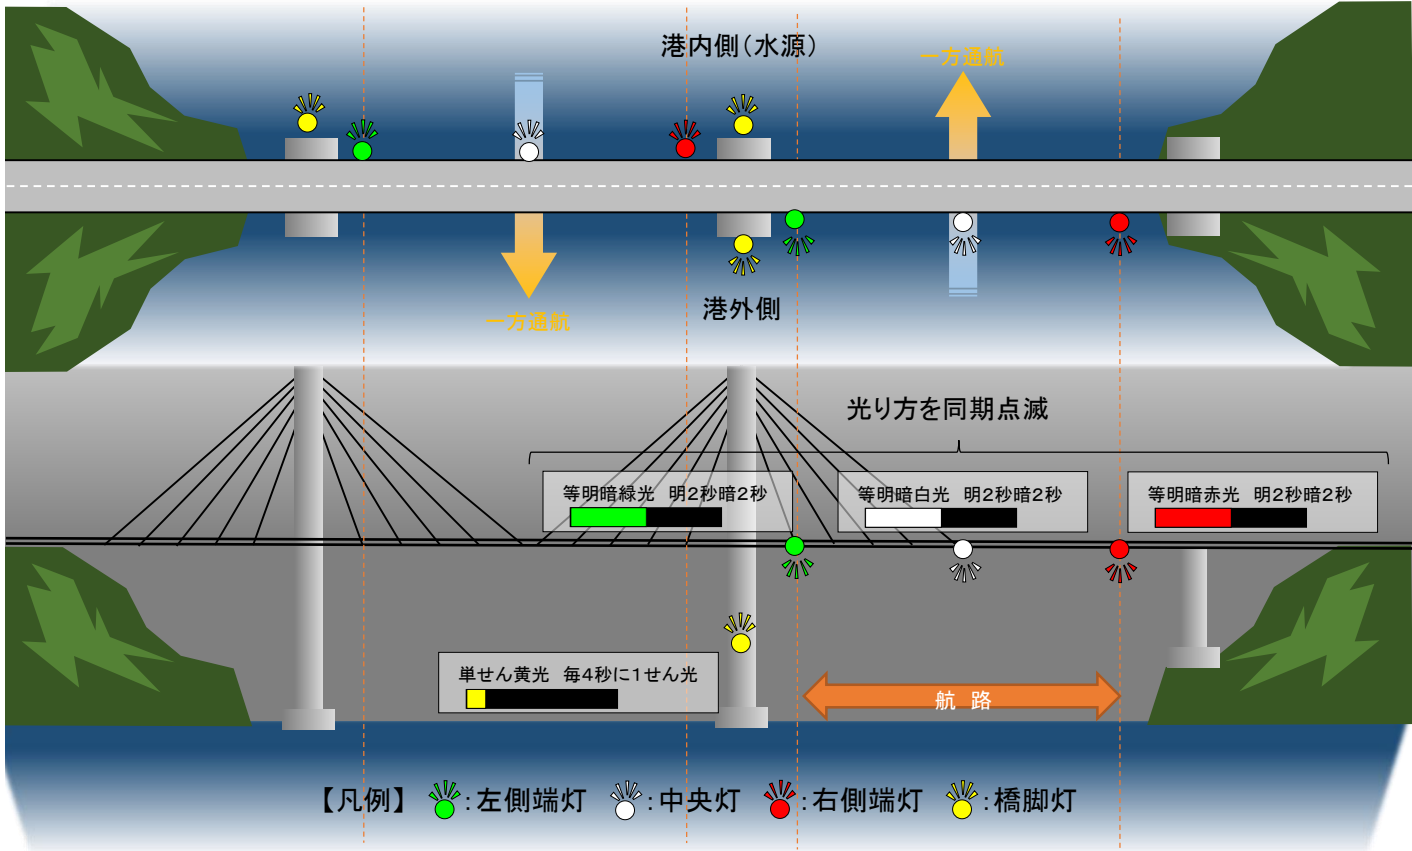 港内側(水源)
一方通航
一方通航
港外側
光り方を同期点滅
等明暗緑光 明2秒暗2秒
等明暗白光 明2秒暗2秒
等明暗赤光 明2秒暗2秒
単せん黄光 毎4秒に1せん光
航 路
【凡例】 :左側端灯 :中央灯 :右側端灯 :橋脚灯